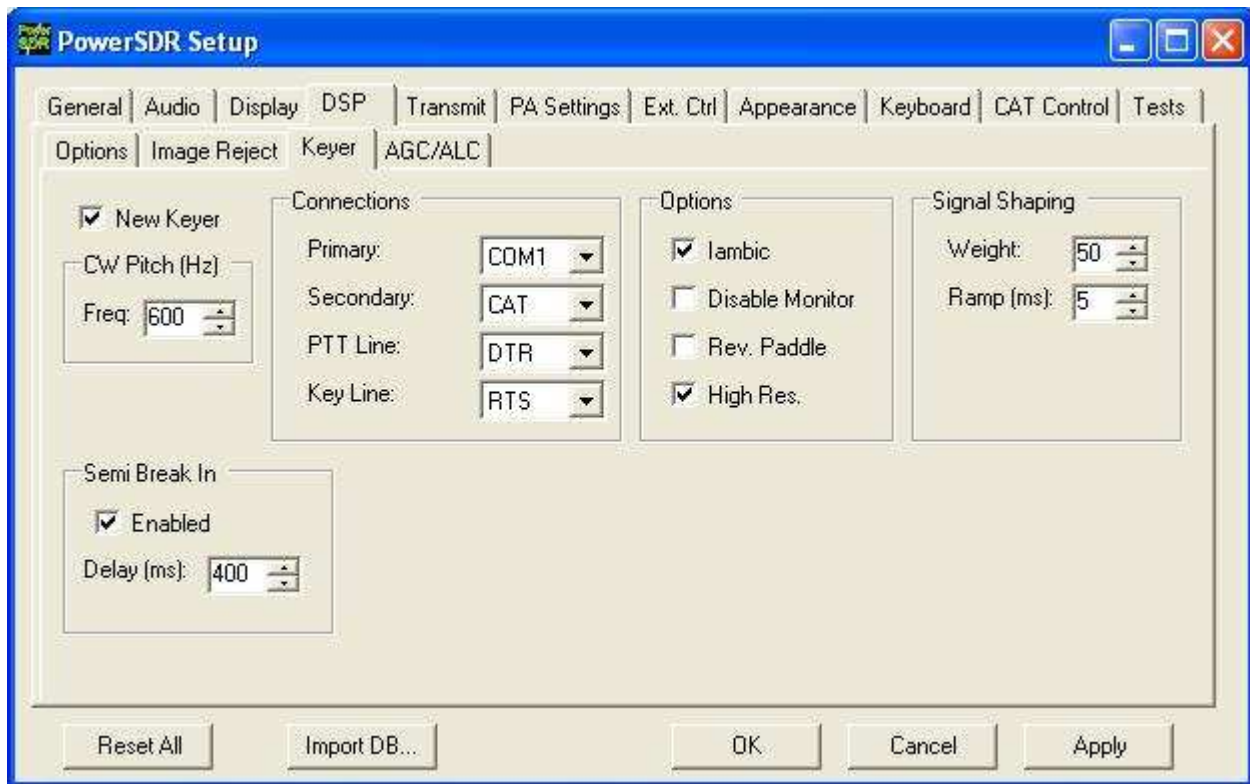 PowerSDR Setup
General Audio Display DSP Transmit PA Settings Ext. Ctrl Appearance Keyboard CAT Control Tests
Options Image Reject Keyer AGC/ALC
New Keyer
CW Pitch (Hz)
Freq: 600
Connections
Primary: COM1
Secondary: CAT
PTT Line: DTR
Key Line: RTS
Options
Iambic
Disable Monitor
Rev. Paddle
High Res.
Signal Shaping
Weight: 50
Ramp (ms): 5
Semi Break In
Enabled
Delay (ms): 400
Reset All Import DB... OK Cancel Apply